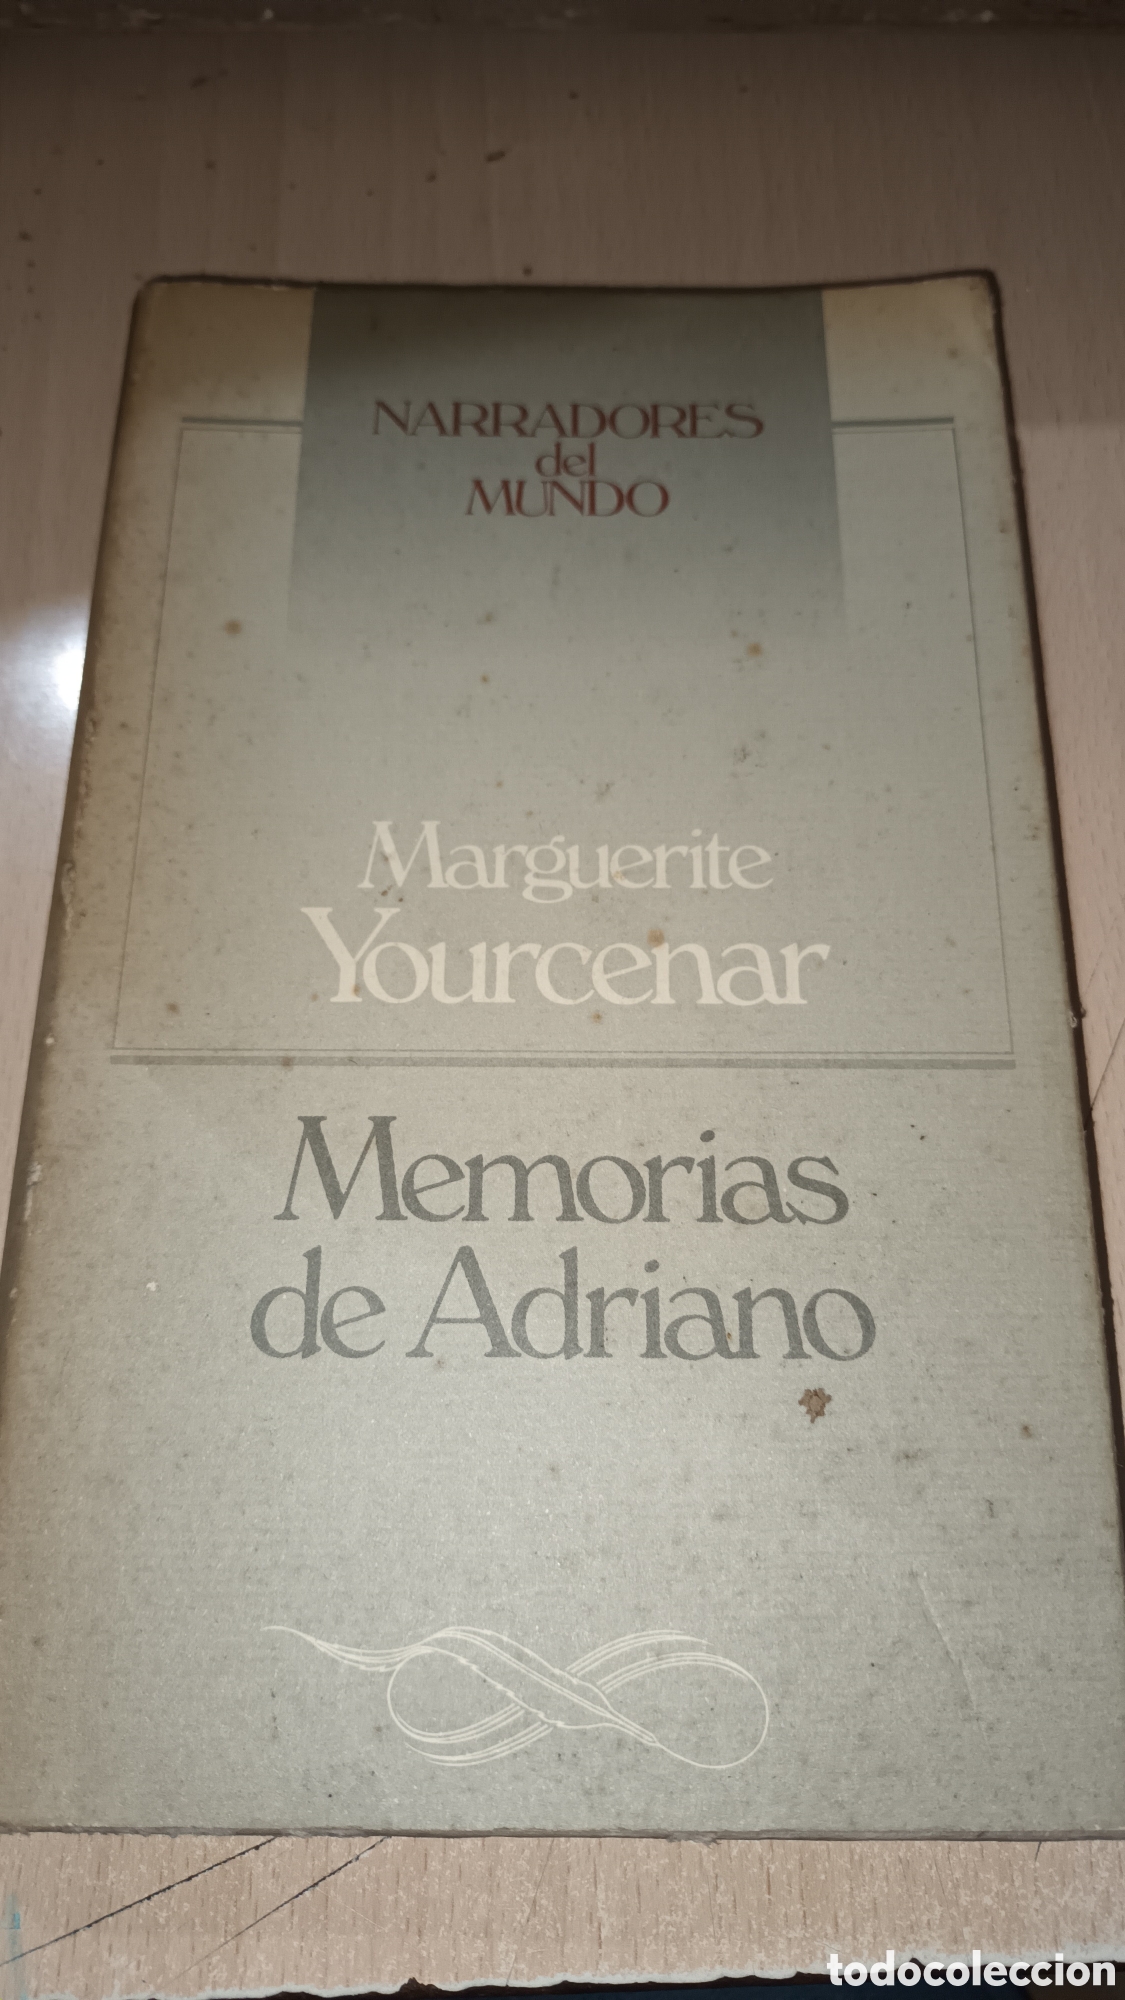 NARRADORES
del
MUNDO
Marguerite
Yourcenar
Memorias
de Adriano
todocoleccion